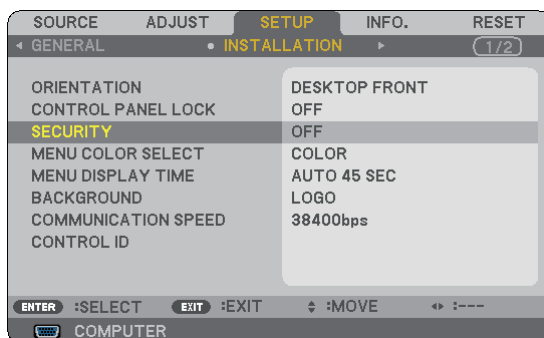 SOURCE ADJUST SETUP INFO. RESET
GENERAL INSTALLATION 1/2
ORIENTATION DESKTOP FRONT
CONTROL PANEL LOCK OFF
SECURITY OFF
MENU COLOR SELECT COLOR
MENU DISPLAY TIME AUTO 45 SEC
BACKGROUND LOGO
COMMUNICATION SPEED 38400bps
CONTROL ID
ENTER :SELECT EXIT :EXIT :MOVE :---
COMPUTER